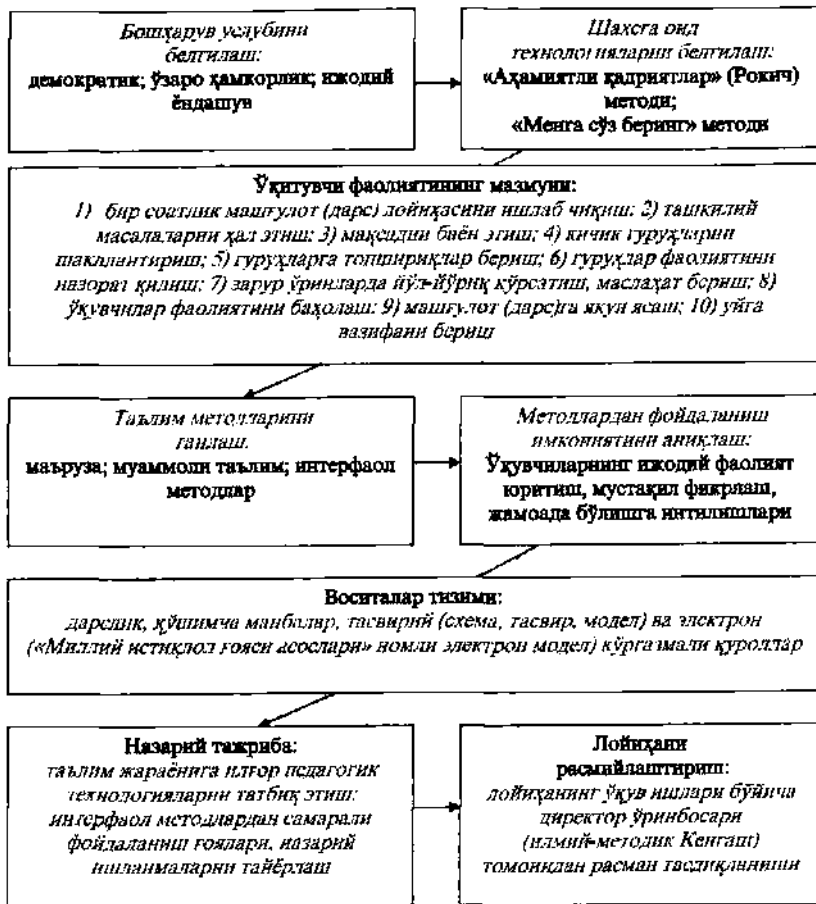 Бошқарув услубини
белгилаш:
демократик; ўзаро ҳамкорлик; ижодий
ёндашув
Шахсга оид
технологияларни белгилаш:
«Аҳамиятли қадриятлар» (Рокич)
методи;
«Менга сўз беринг» методи
Ўқитувчи фаолиятининг мазмуни:
1) бир соатлик машғулот (дарс) лойиҳасини ишлаб чиқиш; 2) ташкилий
масалаларни ҳал этиш; 3) мақсадни баён этиш; 4) кичик гуруҳларни
шакллантириш; 5) гуруҳларга топшириқлар бериш; 6) гуруҳлар фаолиятини
назорат қилиш; 7) зарур ўринларда йўл-йўриқ кўрсатиш, маслаҳат бериш; 8)
ўқувчилар фаолиятини баҳолаш; 9) машғулот (дарс)га якун ясаш; 10) уйга
вазифани бериш
Таълим методларини
танлаш:
маъруза; муаммоли таълим; интерфаол
методлар
Методлардан фойдаланиш
имкониятини аниқлаш:
Ўқувчиларнинг ижодий фаолият
юритиш, мустақил фикрлаш,
жамоада бўлишга интилишлари
Воситалар тизими:
дарслик, қўшимча манбалар, тасвирий (схема, тасвир, модел) ва электрон
(«Миллий истиқлол ғояси асослари» номли электрон модел) кўргазмали қуроллар
Назарий тажриба:
таълим жараёнига илғор педагогик
технологияларни татбиқ этиш;
интерфаол методлардан самарали
фойдаланиш ғоялари, назарий
ишланмаларни тайёрлаш
Лойиҳани
расмийлаштириш:
лойиҳанинг ўқув ишлари бўйича
директор ўринбосари
(илмий-методик Кенгаш)
томонидан расман тасдиқланиши